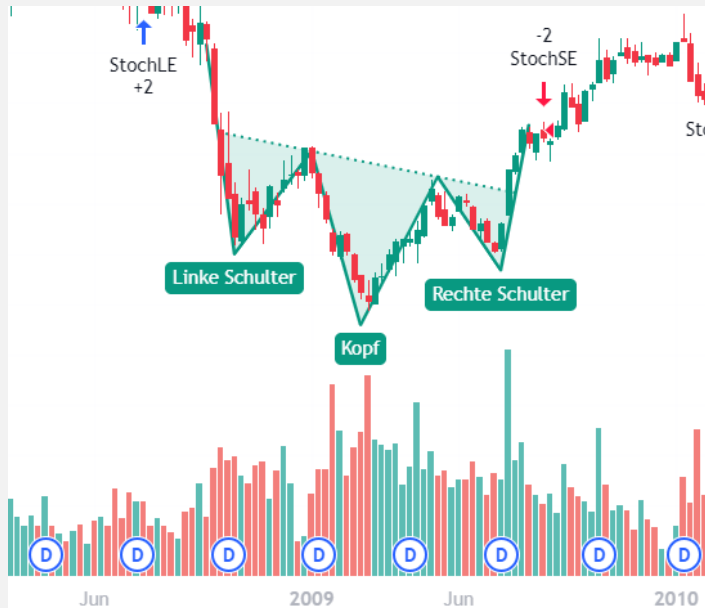 -2
StochSE
StochLE
+2
Linke Schulter
Rechte Schulter
Kopf
D D D D D D D D
Jun 2009 Jun 2010